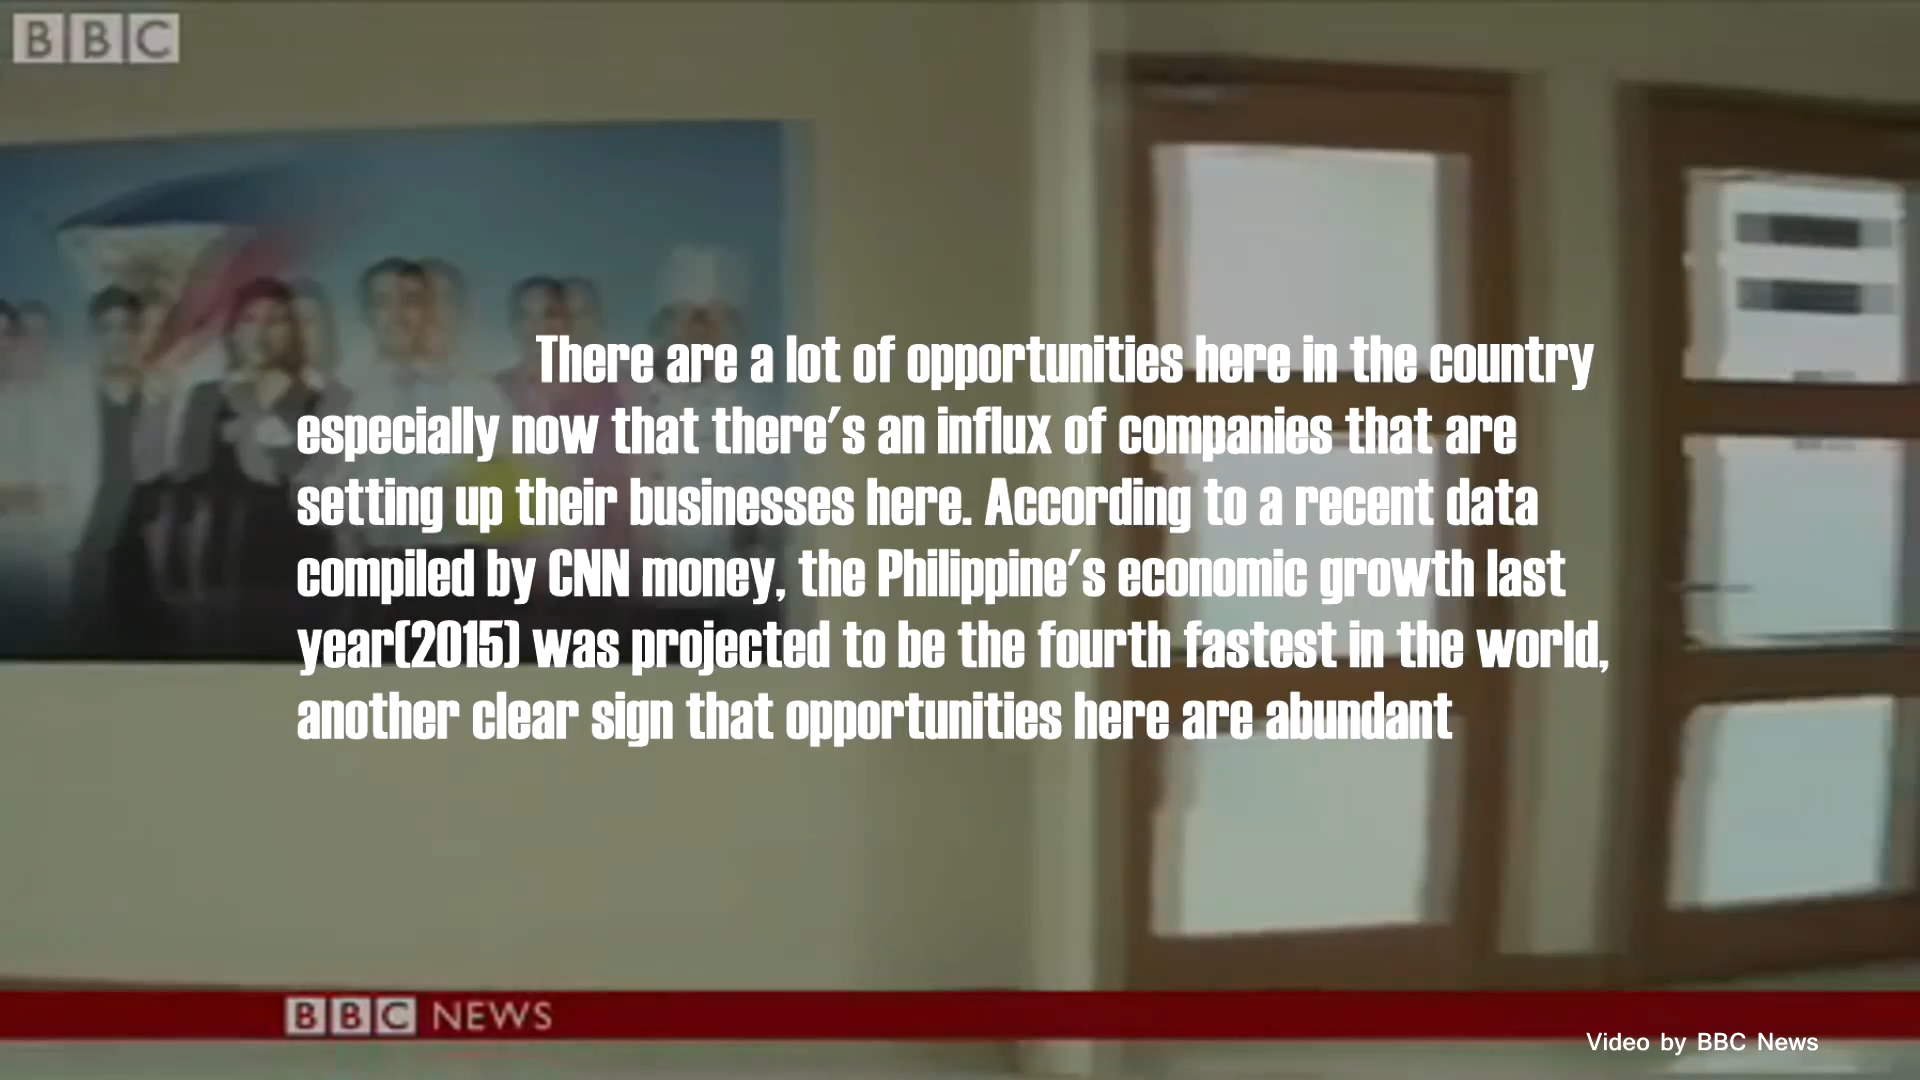 BBC
There are a lot of opportunities here in the country
especially now that there's an influx of companies that are
setting up their businesses here. According to a recent data
compiled by CNN money, the Philippine's economic growth last
year(2015) was projected to be the fourth fastest in the world,
another clear sign that opportunities here are abundant
BBC NEWS
Video by BBC News